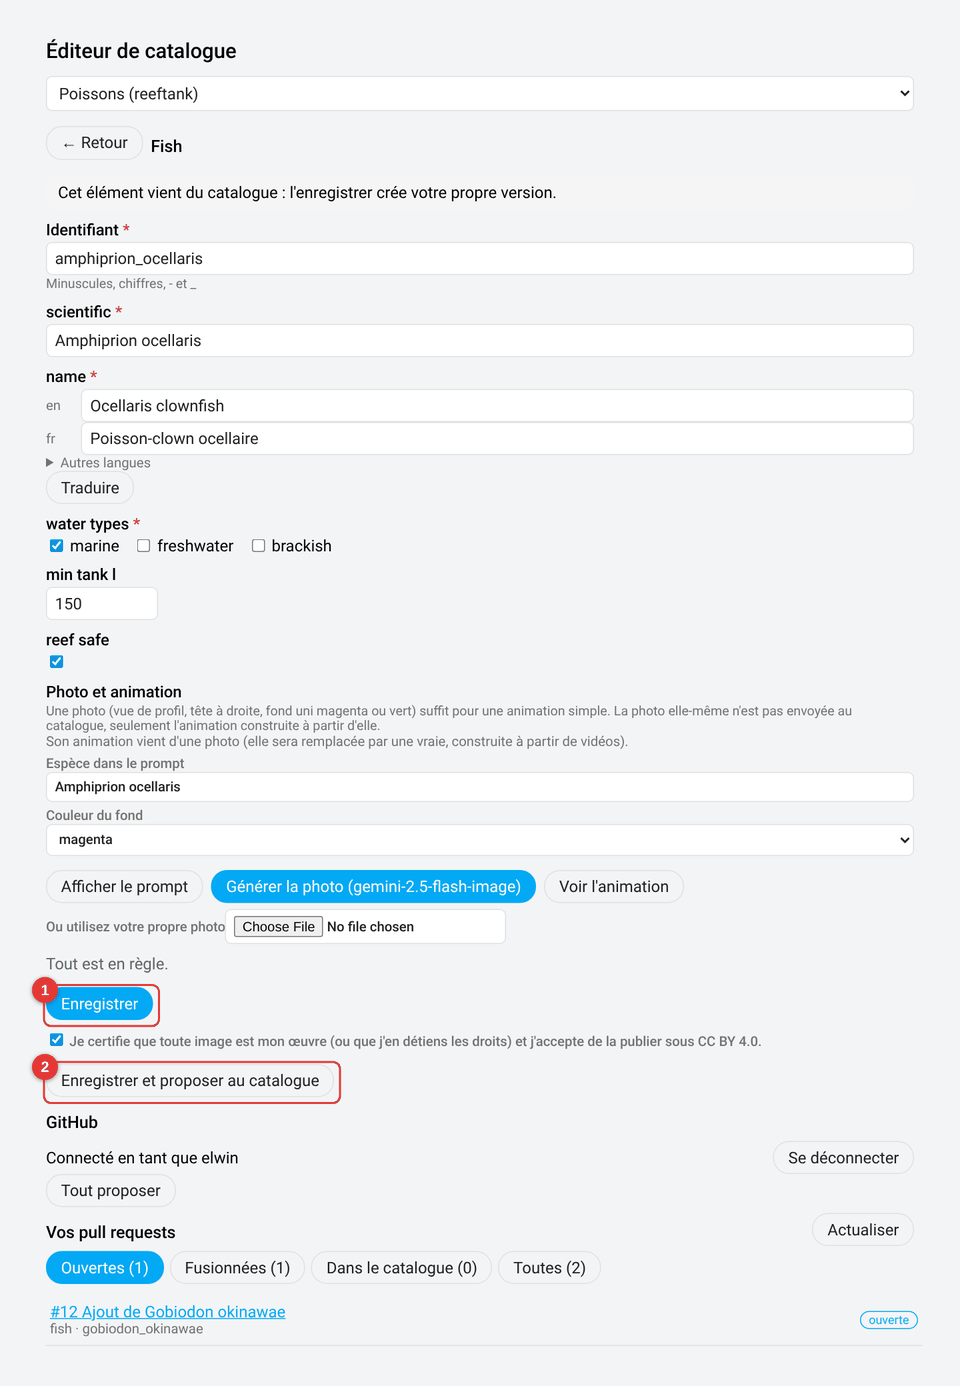 Éditeur de catalogue
Poissons (reeftank)
← Retour
Fish
Cet élément vient du catalogue : l'enregistrer crée votre propre version.
Identifiant *
amphiprion_ocellaris
Minuscules, chiffres, - et _
scientific *
Amphiprion ocellaris
name *
en
Ocellaris clownfish
fr
Poisson-clown ocellaire
▶ Autres langues
Traduire
water types *
marine
freshwater
brackish
min tank l
150
reef safe
Photo et animation
Une photo (vue de profil, tête à droite, fond uni magenta ou vert) suffit pour une animation simple. La photo elle-même n'est pas envoyée au
catalogue, seulement l'animation construite à partir d'elle.
Son animation vient d'une photo (elle sera remplacée par une vraie, construite à partir de vidéos).
Espèce dans le prompt
Amphiprion ocellaris
Couleur du fond
magenta
Afficher le prompt
Générer la photo (gemini-2.5-flash-image)
Voir l'animation
Ou utilisez votre propre photo
Choose File No file chosen
Tout est en règle.
1
Enregistrer
Je certifie que toute image est mon œuvre (ou que j'en détiens les droits) et j'accepte de la publier sous CC BY 4.0.
2
Enregistrer et proposer au catalogue
GitHub
Connecté en tant que elwin
Se déconnecter
Tout proposer
Vos pull requests
Actualiser
Ouvertes (1)
Fusionnées (1)
Dans le catalogue (0)
Toutes (2)
#12 Ajout de Gobiodon okinawae
fish · gobiodon_okinawae
ouverte